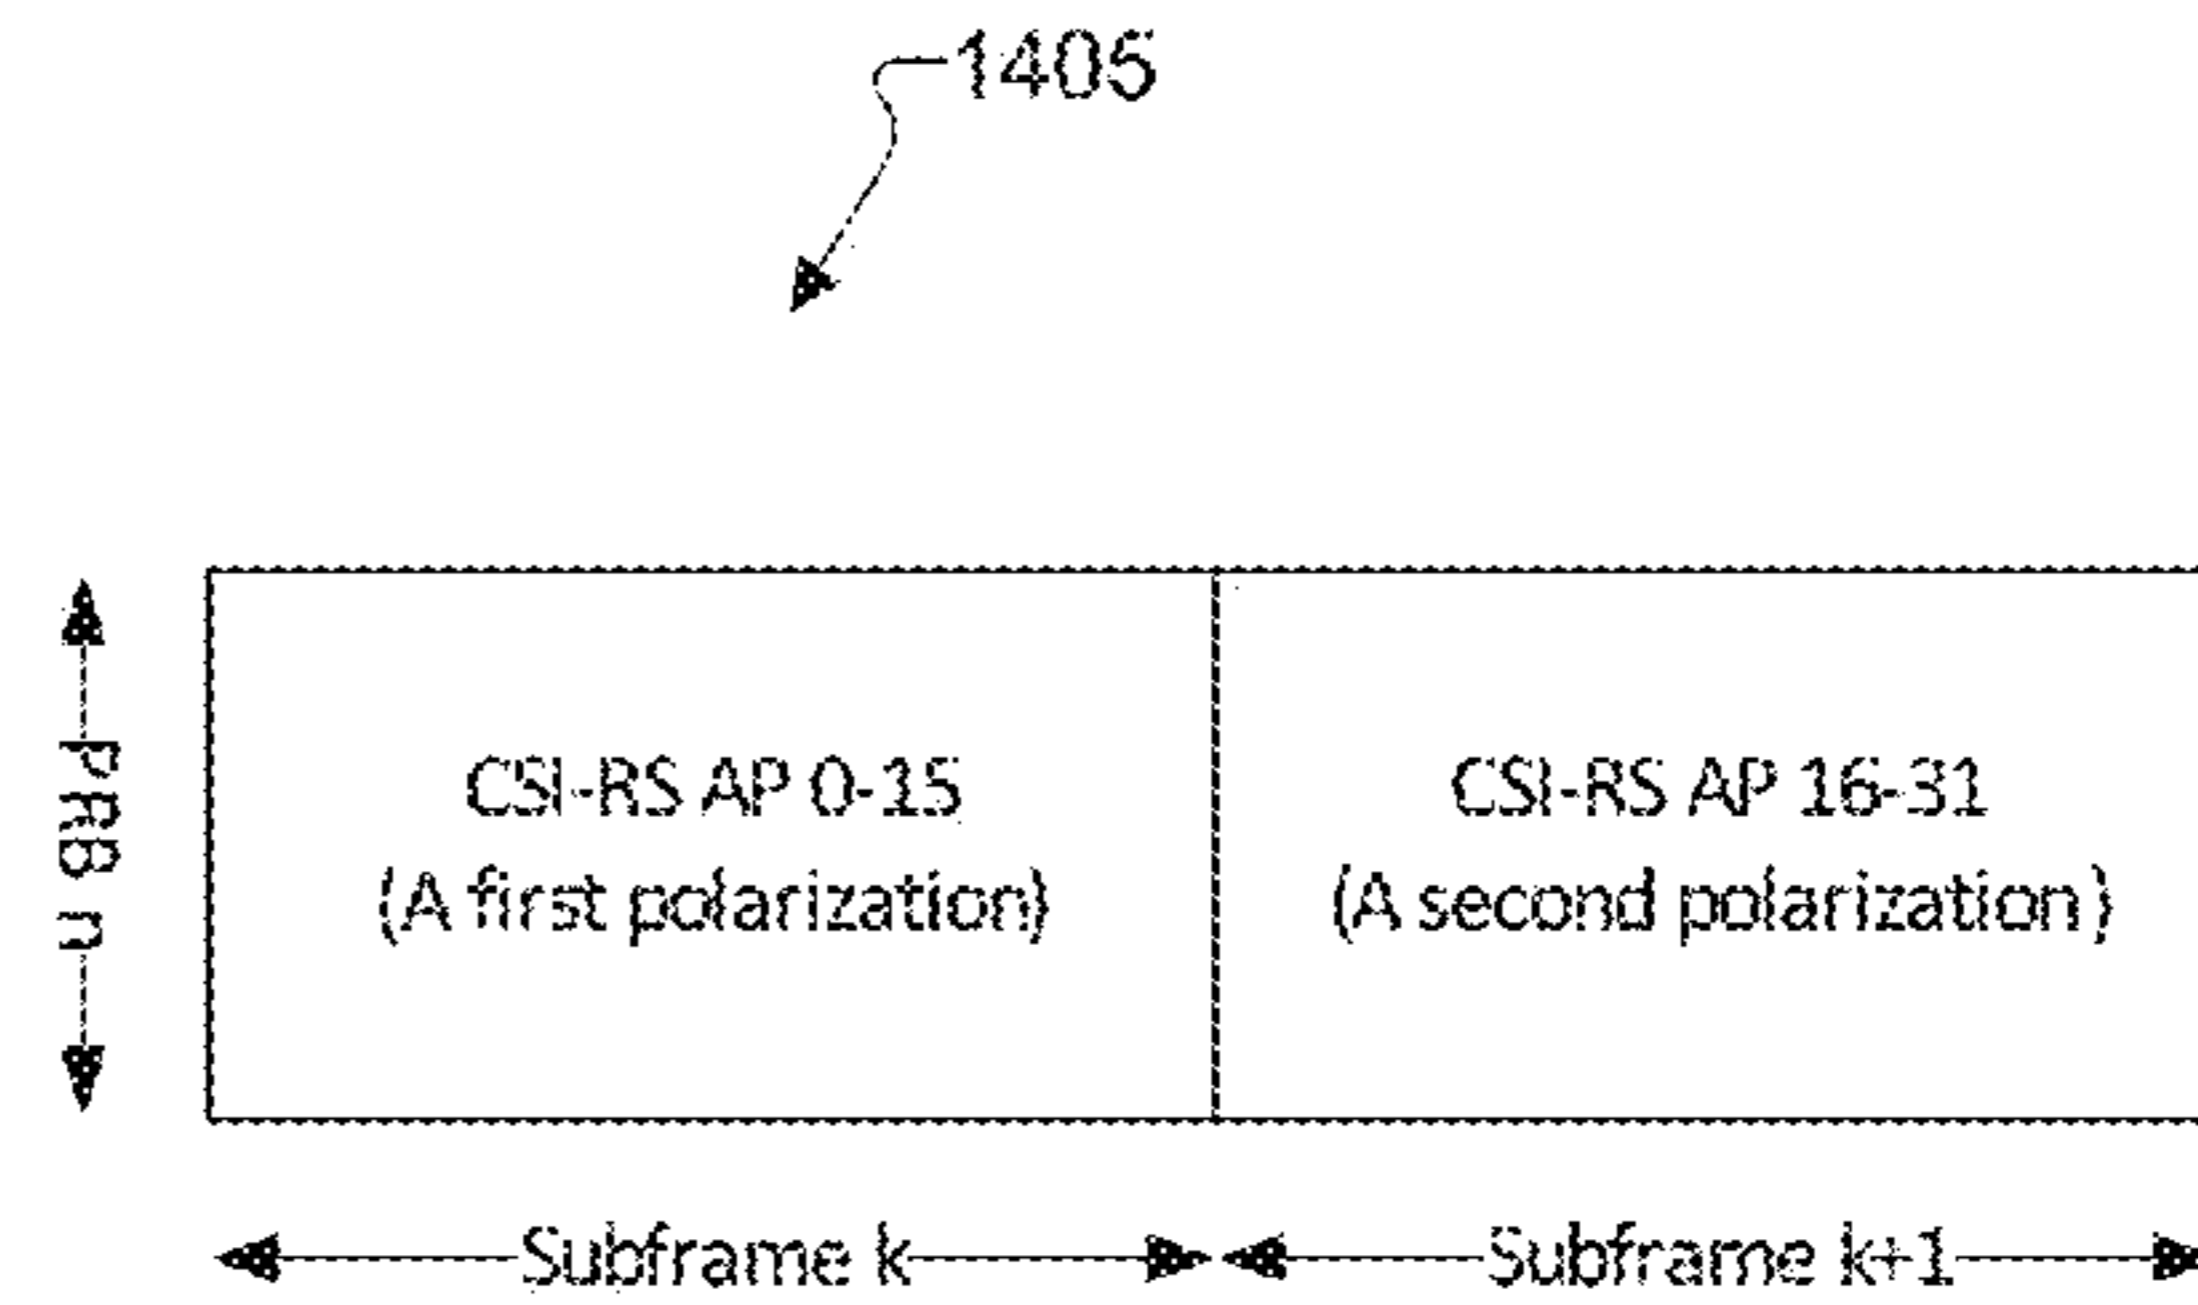 1405
PRB n
CSI-RS AP 0-15
(A first polarization)
CSI-RS AP 16-31
(A second polarization)
Subframe k
Subframe k+1